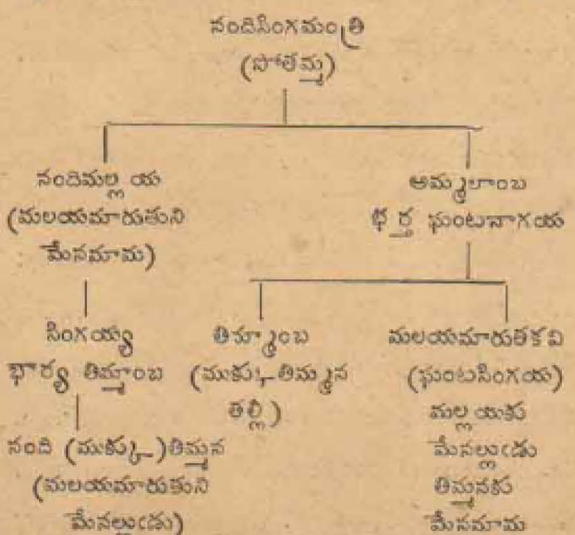 నందిసింగమంత్రి
(పోతమ్మ)
నందిమల్లయ
(మలయమారుతుని
మేనమామ)
అమ్మలాంబ
భర్త ఘంటనాగయ
సింగయ్య
భార్య తిమ్మాంబ
తిమ్మాంబ
(ముక్కుతిమ్మన
తల్లి)
మలయమారుతకవి
(ఘంటసింగయ)
మల్లయకు
మేనల్లుఁడు
తిమ్మనకు
మేనమామ
నంది (ముక్కు) తిమ్మన
(మలయమారుతుని
మేనల్లుఁడు)